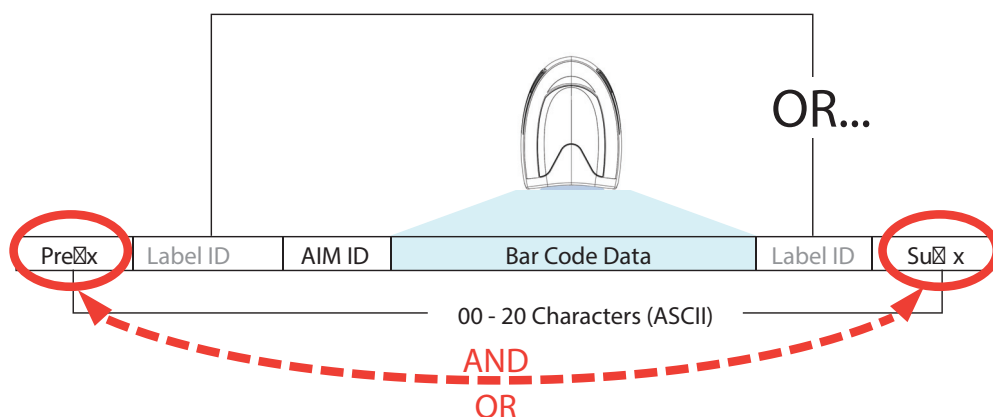 OR...
Pre☒x
Label ID
AIM ID
Bar Code Data
Label ID
Su☒ x
00 - 20 Characters (ASCII)
AND
OR